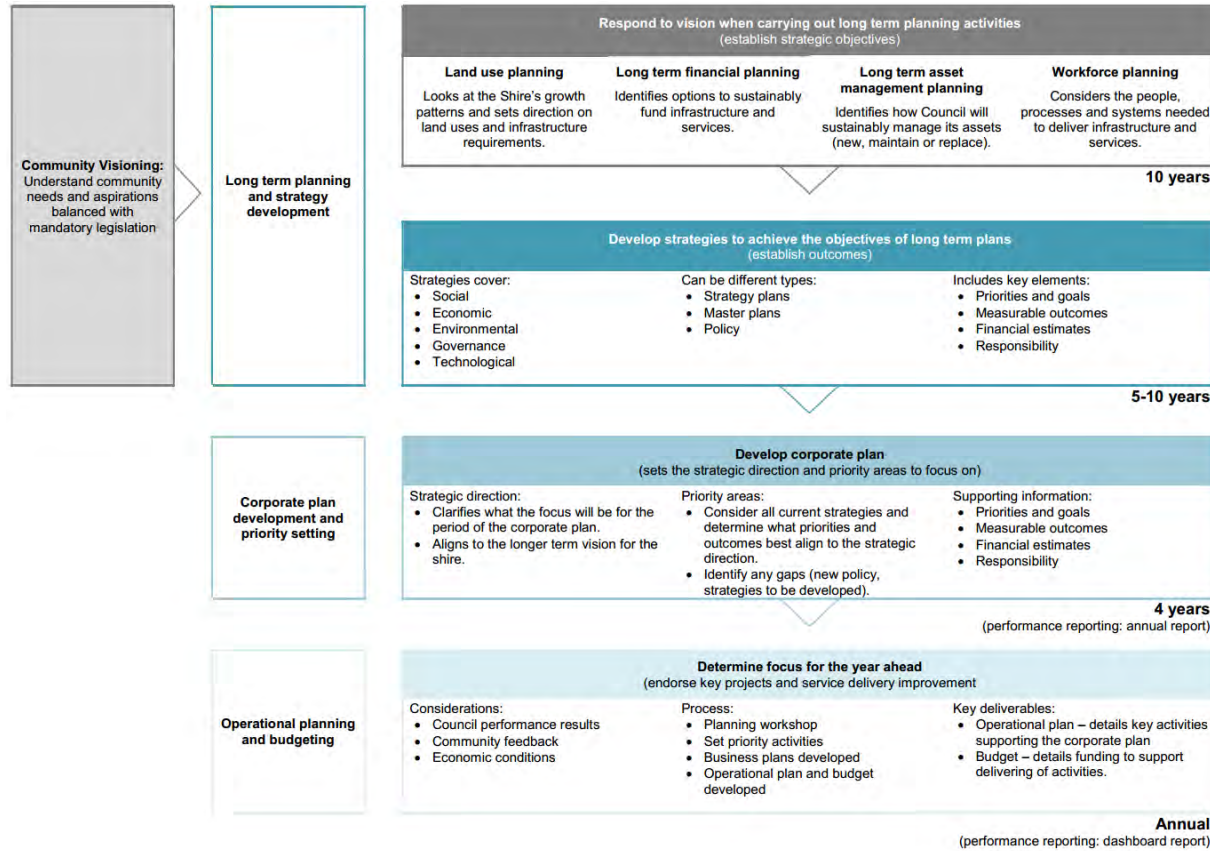 Community Visioning:
Understand community
needs and aspirations
balanced with
mandatory legislation
Long term planning
and strategy
development
Respond to vision when carrying out long term planning activities
(establish strategic objectives)
Land use planning
Looks at the Shire's growth
patterns and sets direction on
land uses and infrastructure
requirements.
Long term financial planning
Identifies options to sustainably
fund infrastructure and
services.
Long term asset
management planning
Identifies how Council will
sustainably manage its assets
(new, maintain or replace).
Workforce planning
Considers the people,
processes and systems needed
to deliver infrastructure and
services.
10 years
Develop strategies to achieve the objectives of long term plans
(establish outcomes)
Strategies cover:
• Social
• Economic
• Environmental
• Governance
• Technological
Can be different types:
• Strategy plans
• Master plans
• Policy
Includes key elements:
• Priorities and goals
• Measurable outcomes
• Financial estimates
• Responsibility
5-10 years
Corporate plan
development and
priority setting
Develop corporate plan
(sets the strategic direction and priority areas to focus on)
Strategic direction:
• Clarifies what the focus will be for the
period of the corporate plan.
• Aligns to the longer term vision for the
shire.
Priority areas:
• Consider all current strategies and
determine what priorities and
outcomes best align to the strategic
direction.
• Identify any gaps (new policy,
strategies to be developed).
Supporting information:
• Priorities and goals
• Measurable outcomes
• Financial estimates
• Responsibility
4 years
(performance reporting: annual report)
Operational planning
and budgeting
Determine focus for the year ahead
(endorse key projects and service delivery improvement
Considerations:
• Council performance results
• Community feedback
• Economic conditions
Process:
• Planning workshop
• Set priority activities
• Business plans developed
• Operational plan and budget
developed
Key deliverables:
• Operational plan – details key activities
supporting the corporate plan
• Budget – details funding to support
delivering of activities.
Annual
(performance reporting: dashboard report)